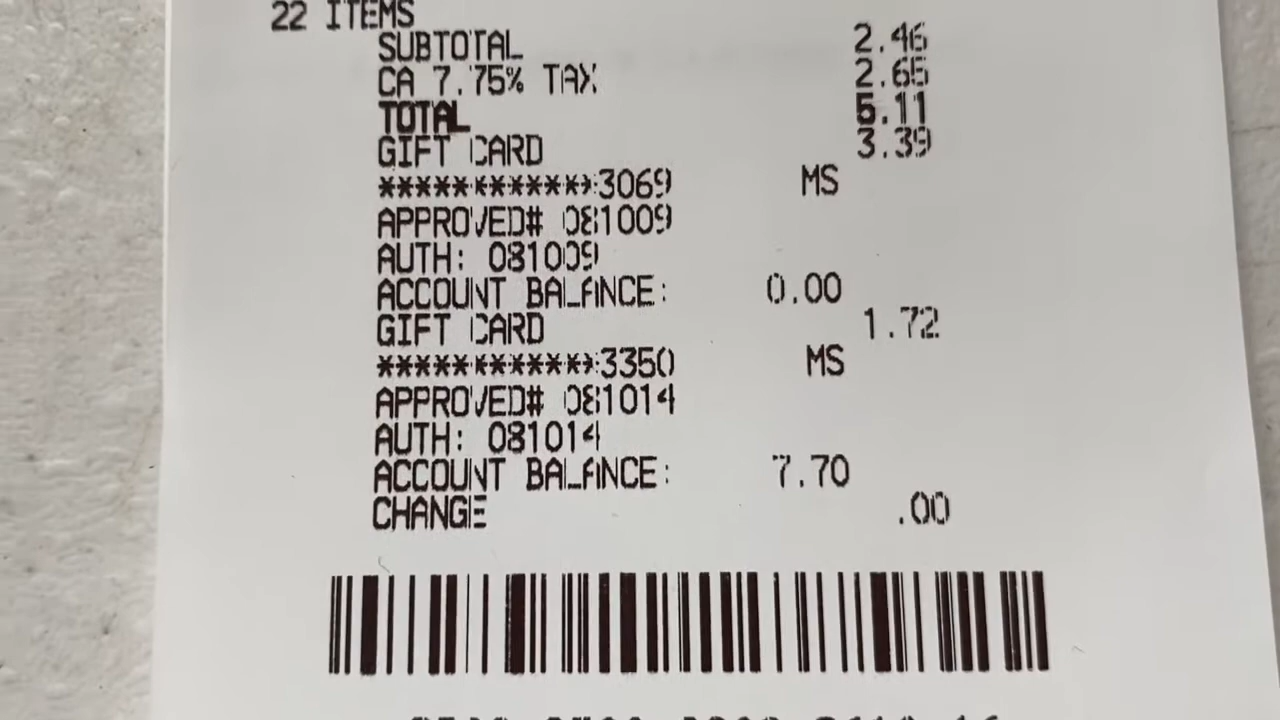 22 ITEMS
SUBTOTAL 2.46
CA 7.75% TAX 2.65
TOTAL 5.11
GIFT CARD 3.39
************3069 MS
APPROVED# 081009
AUTH: 081009
ACCOUNT BALANCE: 0.00
GIFT CARD 1.72
************3350 MS
APPROVED# 081014
AUTH: 081014
ACCOUNT BALANCE: 7.70
CHANGE .00